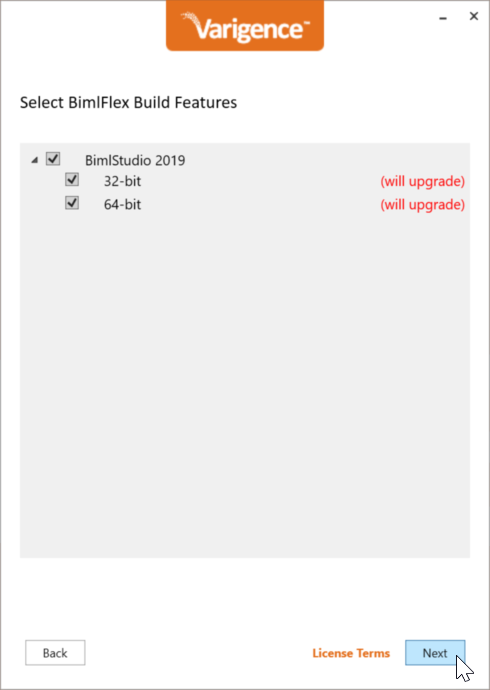 Varigence™
Select BimlFlex Build Features
BimlStudio 2019
32-bit (will upgrade)
64-bit (will upgrade)
Back License Terms Next